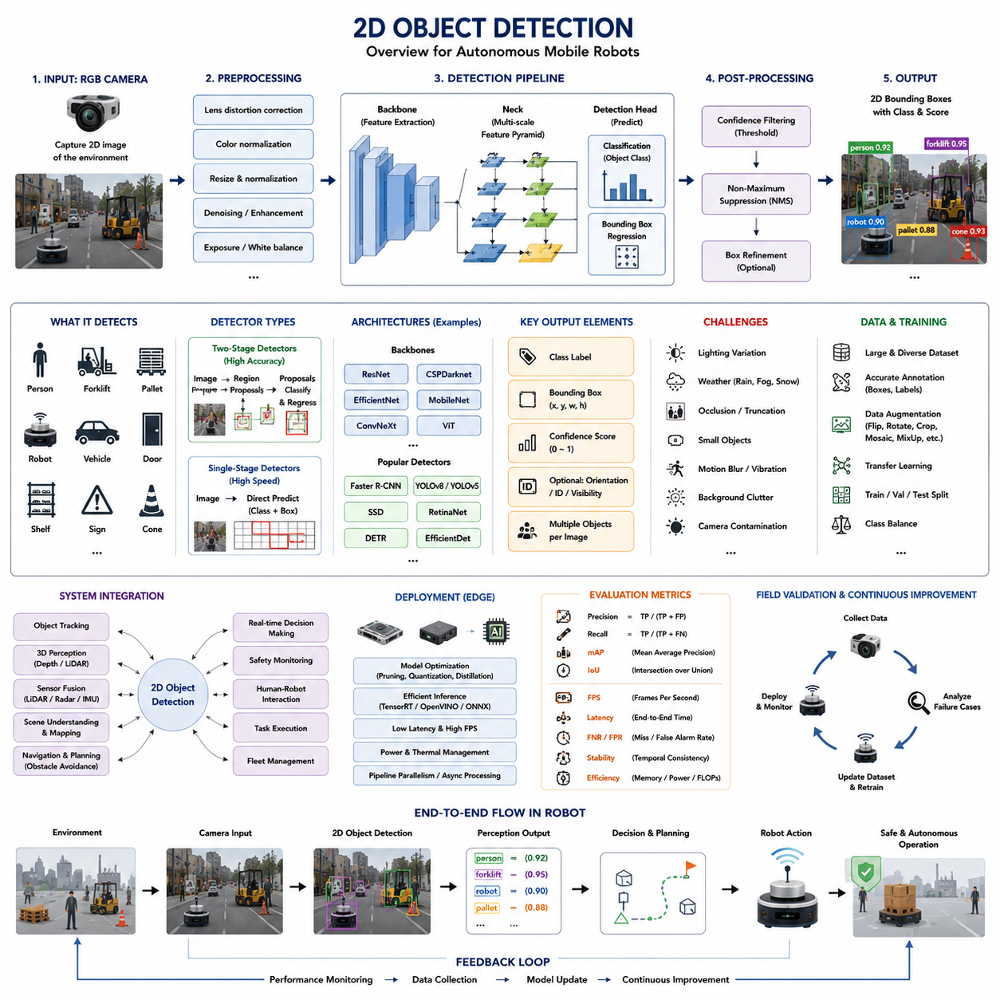 2D OBJECT DETECTION
Overview for Autonomous Mobile Robots
1. INPUT: RGB CAMERA
Capture 2D image
of the environment
2. PREPROCESSING
Lens distortion correction
Color normalization
Resize & normalization
Denoising / Enhancement
Exposure / White balance
...
3. DETECTION PIPELINE
Backbone
(Feature Extraction)
Neck
(Multi-scale
Feature Pyramid)
Detection Head
(Predict)
Classification
(Object Class)
Bounding Box
Regression
4. POST-PROCESSING
Confidence Filtering
(Threshold)
Non-Maximum
Suppression (NMS)
Box Refinement
(Optional)
5. OUTPUT
2D Bounding Boxes
with Class & Score
person 0.92
forklift 0.95
robot 0.90
pallet 0.88
cone 0.93
...
WHAT IT DETECTS
Person
Forklift
Pallet
Robot
Vehicle
Door
Shelf
Sign
Cone
...
DETECTOR TYPES
Two-Stage Detectors
(High Accuracy)
Image → Region Proposals
Proposals → Classify
& Regress
Single-Stage Detectors
(High Speed)
Image → Direct Predict
(Class + Box)
ARCHITECTURES (Examples)
Backbones
ResNet
CSPDarknet
EfficientNet
MobileNet
ConvNeXt
ViT
...
Popular Detectors
Faster R-CNN
YOLOv8 / YOLOv5
SSD
RetinaNet
DETR
EfficientDet
...
KEY OUTPUT ELEMENTS
Class Label
Bounding Box
(x, y, w, h)
Confidence Score
(0 ~ 1)
ID
Optional: Orientation
/ ID / Visibility
Multiple Objects
per Image
CHALLENGES
Lighting Variation
Weather (Rain, Fog, Snow)
Occlusion / Truncation
Small Objects
Motion Blur / Vibration
Background Clutter
Camera Contamination
...
DATA & TRAINING
Large & Diverse Dataset
Accurate Annotation
(Boxes, Labels)
Data Augmentation
(Flip, Rotate, Crop,
Mosaic, MixUp, etc.)
Transfer Learning
Train / Val / Test Split
Class Balance
...
SYSTEM INTEGRATION
Object Tracking
3D Perception
(Depth / LiDAR)
Sensor Fusion
(LiDAR / Radar / IMU)
Scene Understanding
& Mapping
Navigation & Planning
(Obstacle Avoidance)
2D Object
Detection
Real-time Decision
Making
Safety Monitoring
Human-Robot
Interaction
Task Execution
Fleet Management
DEPLOYMENT (EDGE)
AI
Model Optimization
(Pruning, Quantization, Distillation)
Efficient Inference
(TensorRT / OpenVINO / ONNX)
Low Latency & High FPS
Power & Thermal Management
Pipeline Parallelism / Async Processing
EVALUATION METRICS
Precision = TP / (TP + FP)
Recall = TP / (TP + FN)
mAP (Mean Average Precision)
IoU (Intersection over Union)
FPS (Frames Per Second)
Latency (End-to-End Time)
FNR / FPR (Miss / False Alarm Rate)
Stability (Temporal Consistency)
Efficiency (Memory / Power / FLOPs)
FIELD VALIDATION & CONTINUOUS IMPROVEMENT
Collect Data
Analyze
Failure Cases
Update Dataset
& Retrain
Deploy
& Monitor
END-TO-END FLOW IN ROBOT
Environment
Camera Input
2D Object Detection
Perception Output
person = (0.92)
forklift = (0.95)
robot = (0.90)
pallet – (0.88)
... ...
Decision & Planning
Robot Action
Safe & Autonomous
Operation
FEEDBACK LOOP
Performance Monitoring → Data Collection → Model Update → Continuous Improvement